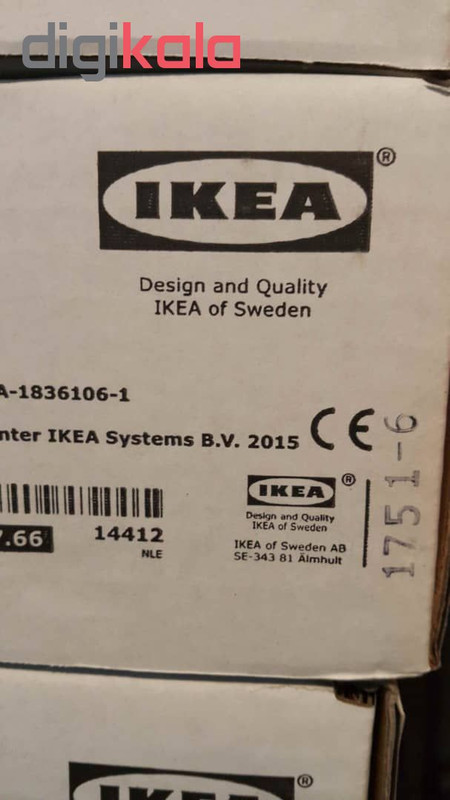 digikala
IKEA®
Design and Quality
IKEA of Sweden
A-1836106-1
nter IKEA Systems B.V. 2015 CE
IKEA®
Design and Quality
IKEA of Sweden
.66 14412
NLE
IKEA of Sweden AB
SE-343 81 Älmhult
1751-6
IKEA®